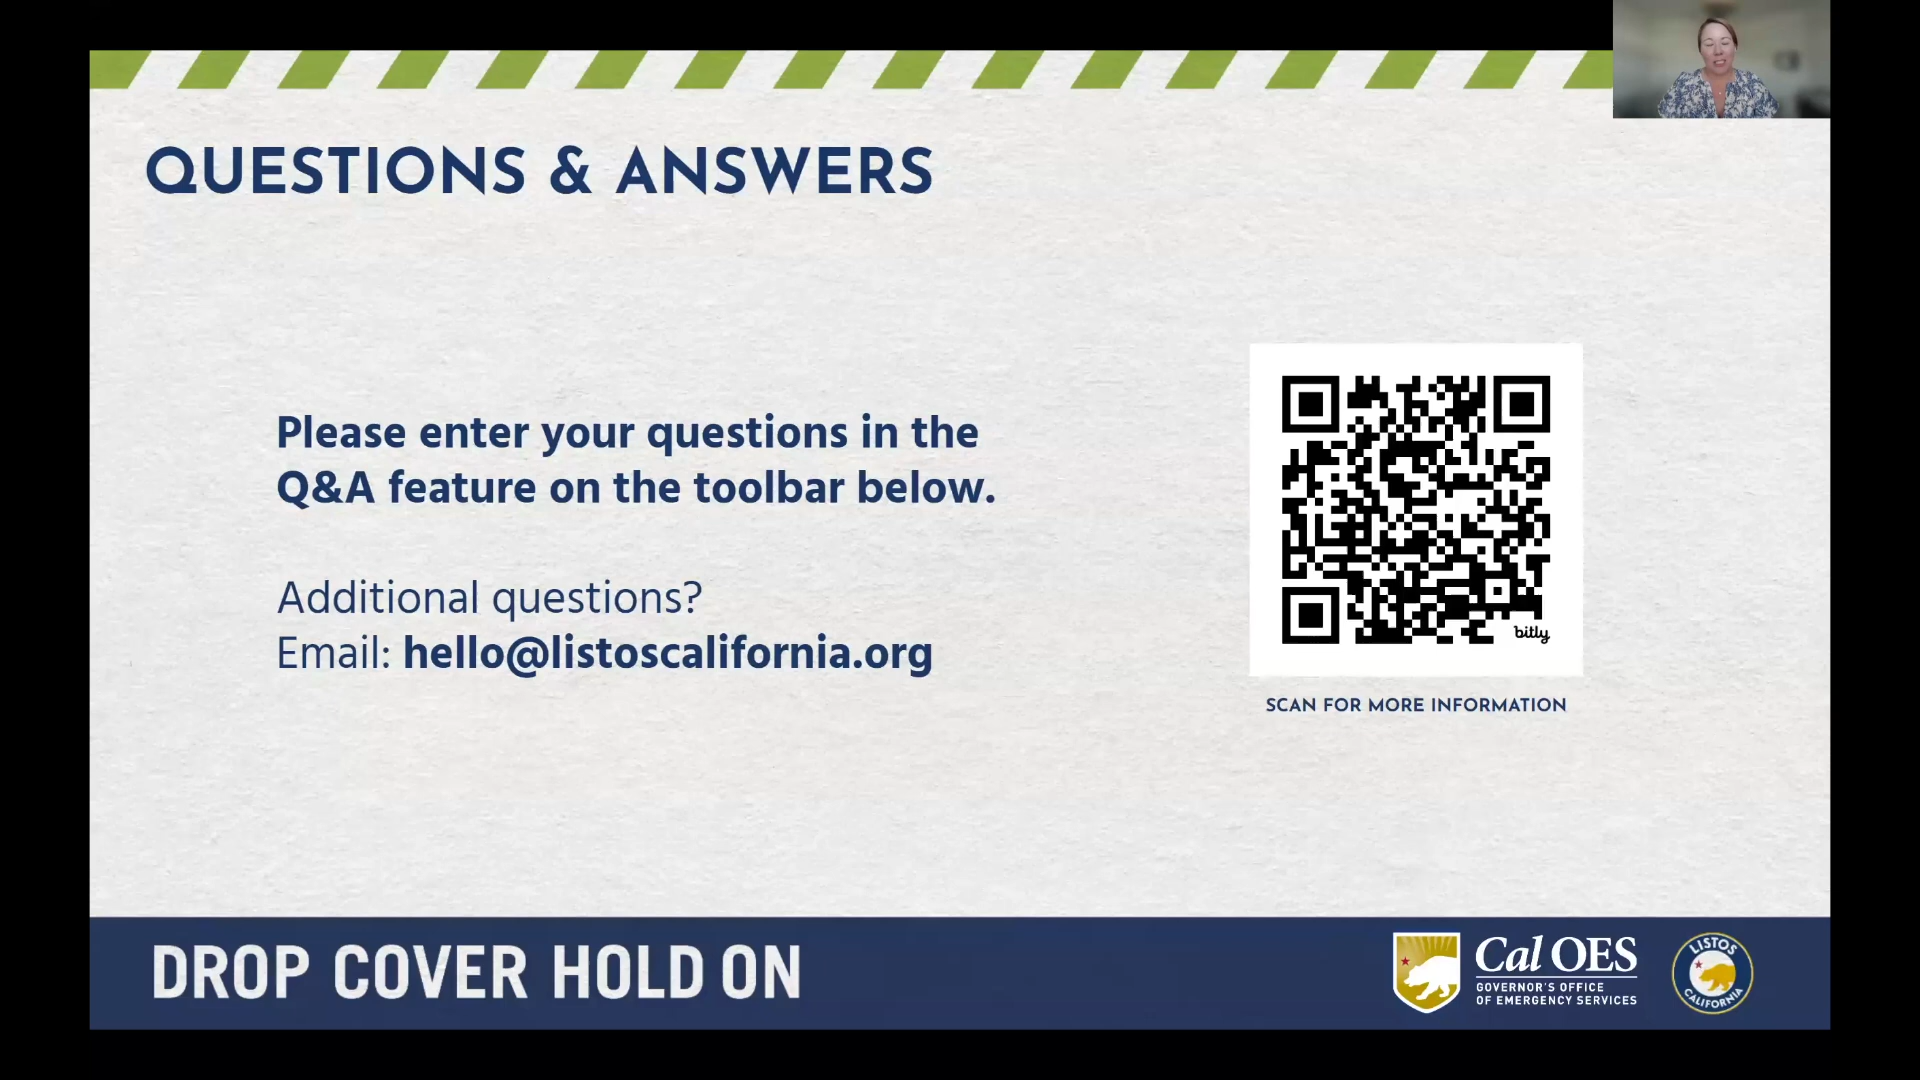 QUESTIONS & ANSWERS
Please enter your questions in the
Q&A feature on the toolbar below.
Additional questions?
Email: hello@listoscalifornia.org
bitly
SCAN FOR MORE INFORMATION
DROP COVER HOLD ON
Cal OES
GOVERNOR'S OFFICE
OF EMERGENCY SERVICES
LISTOS
CALIFORNIA